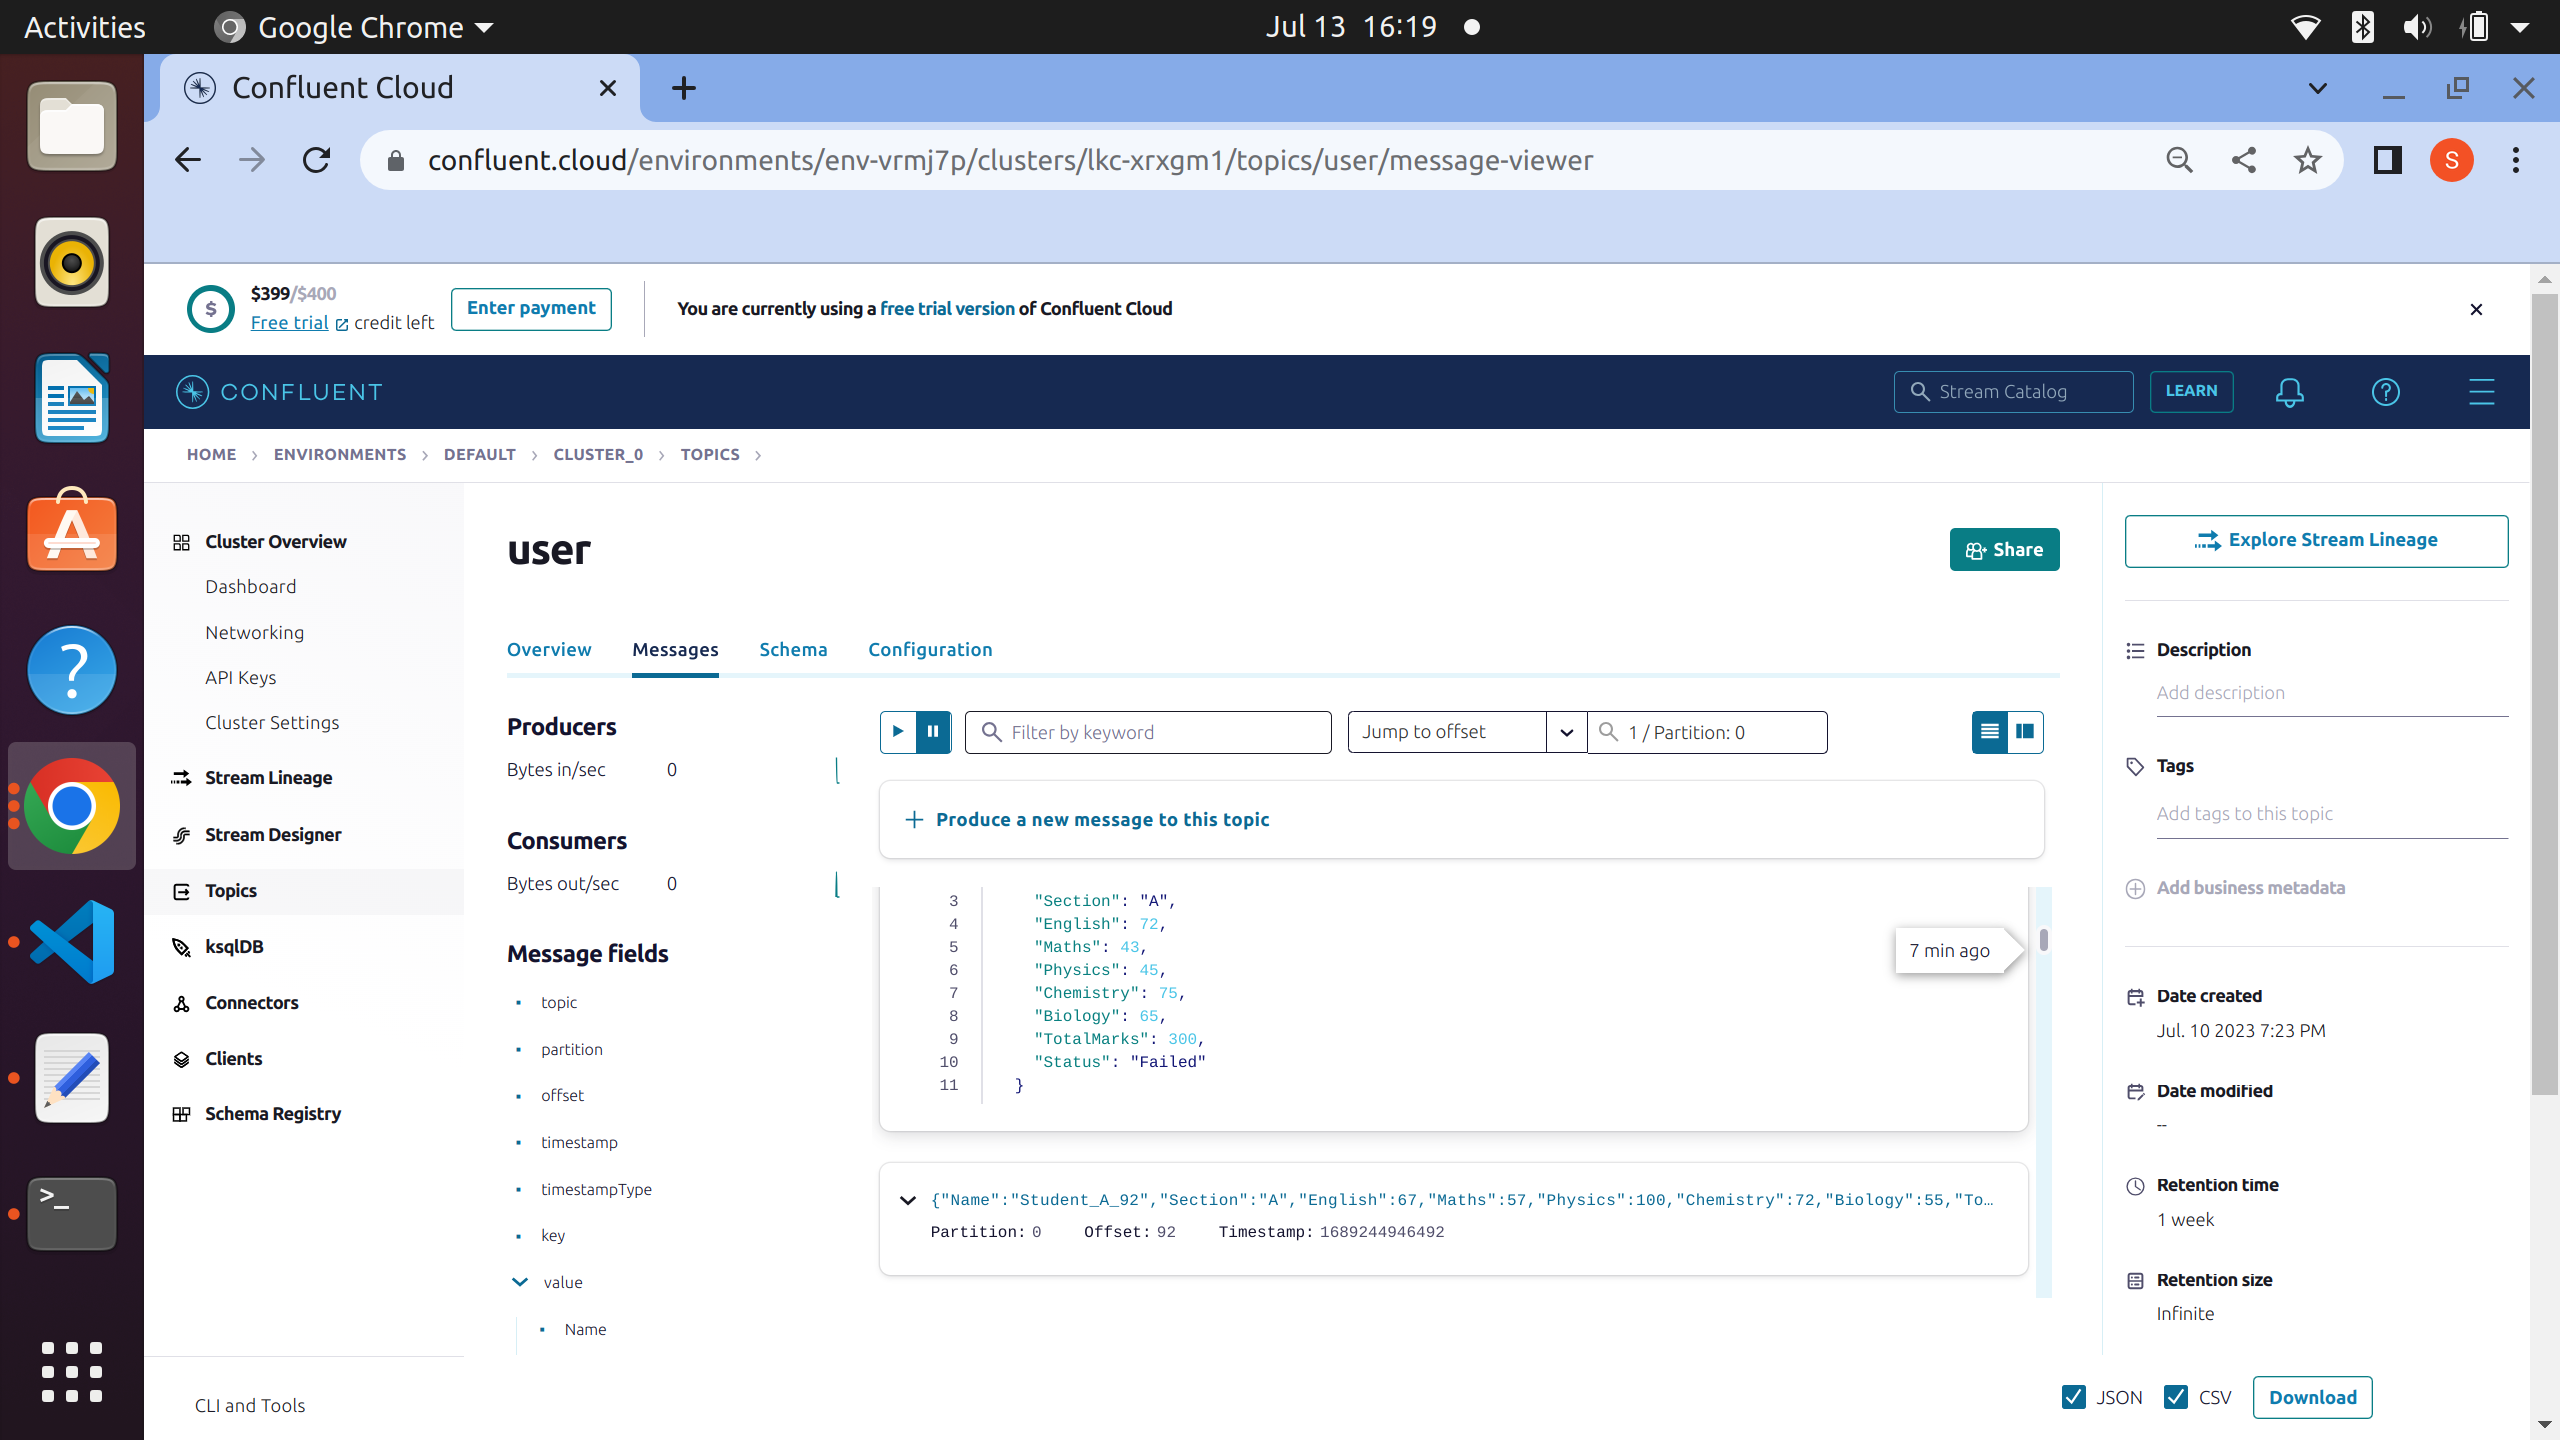 Activities
Google Chrome
Jul 13 16:19
Confluent Cloud
confluent.cloud/environments/env-vrmj7p/clusters/lkc-xrxgm1/topics/user/message-viewer
S
$
$399/$400
Free trial credit left
Enter payment
You are currently using a free trial version of Confluent Cloud
CONFLUENT
Stream Catalog
LEARN
HOME > ENVIRONMENTS > DEFAULT > CLUSTER_0 > TOPICS >
Cluster Overview
Dashboard
Networking
API Keys
Cluster Settings
Stream Lineage
Stream Designer
Topics
ksqlDB
Connectors
Clients
Schema Registry
CLI and Tools
user
Share
Overview
Messages
Schema
Configuration
Producers
Bytes in/sec 0
Consumers
Bytes out/sec 0
Message fields
topic
partition
offset
timestamp
timestampType
key
value
Name
Filter by keyword
Jump to offset
1 / Partition: 0
Produce a new message to this topic
3 "Section": "A",
4 "English": 72,
5 "Maths": 43,
6 "Physics": 45,
7 "Chemistry": 75,
8 "Biology": 65,
9 "TotalMarks": 300,
10 "Status": "Failed"
11 }
7 min ago
{"Name":"Student_A_92","Section":"A","English":67,"Maths":57,"Physics":100,"Chemistry":72,"Biology":55,"To…
Partition: 0 Offset: 92 Timestamp: 1689244946492
Explore Stream Lineage
Description
Add description
Tags
Add tags to this topic
Add business metadata
Date created
Jul. 10 2023 7:23 PM
Date modified
--
Retention time
1 week
Retention size
Infinite
JSON
CSV
Download